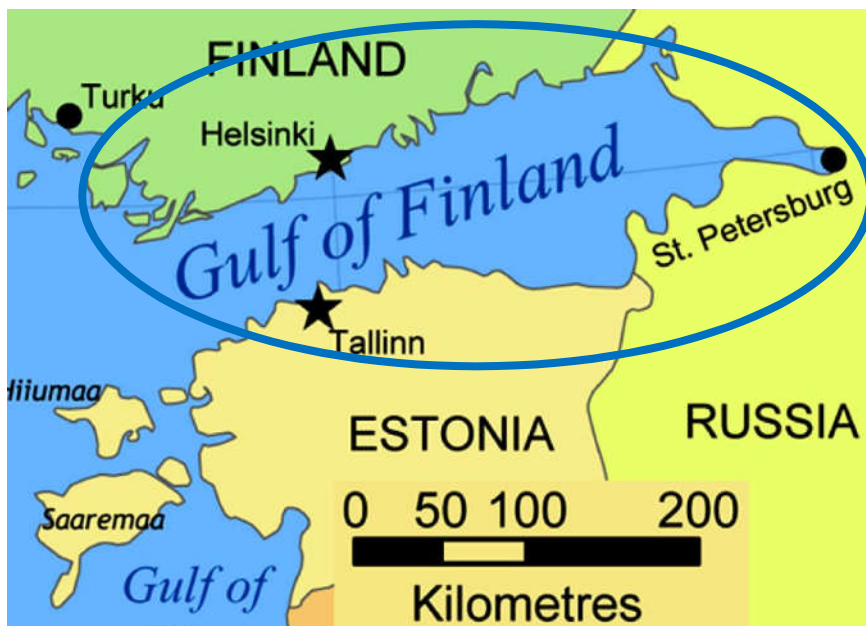 FINLAND
Turku
Helsinki
Gulf of Finland
St. Petersburg
Tallinn
Hiiumaa
ESTONIA
RUSSIA
Saaremaa
0 50 100 200
Kilometres
Gulf of